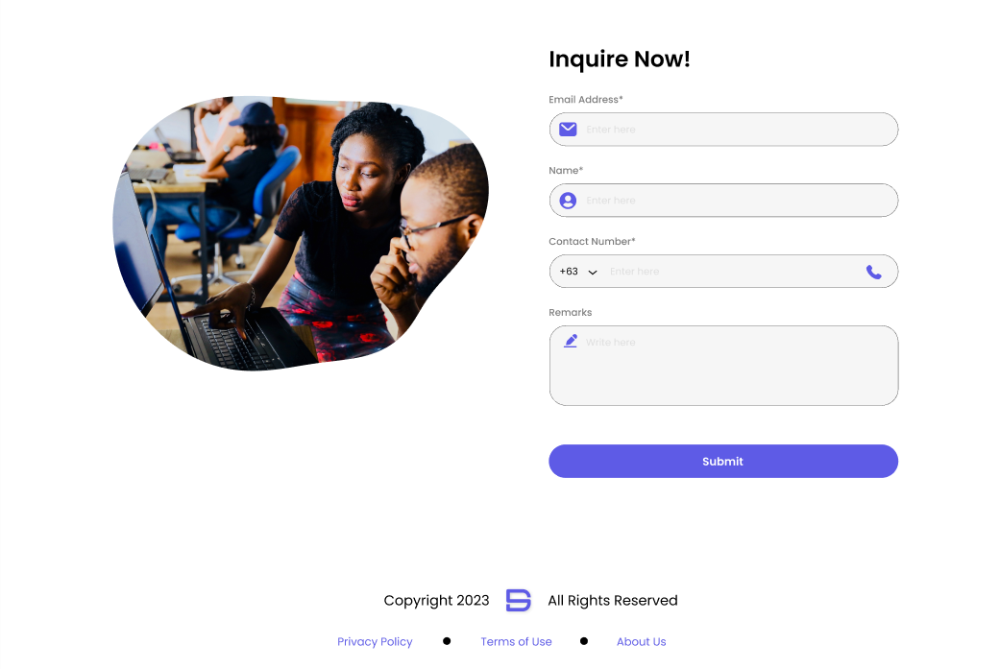 Inquire Now!
Email Address*
Enter here
Name*
Enter here
Contact Number*
+63 Enter here
Remarks
Write here
Submit
Copyright 2023 All Rights Reserved
Privacy Policy ● Terms of Use ● About Us